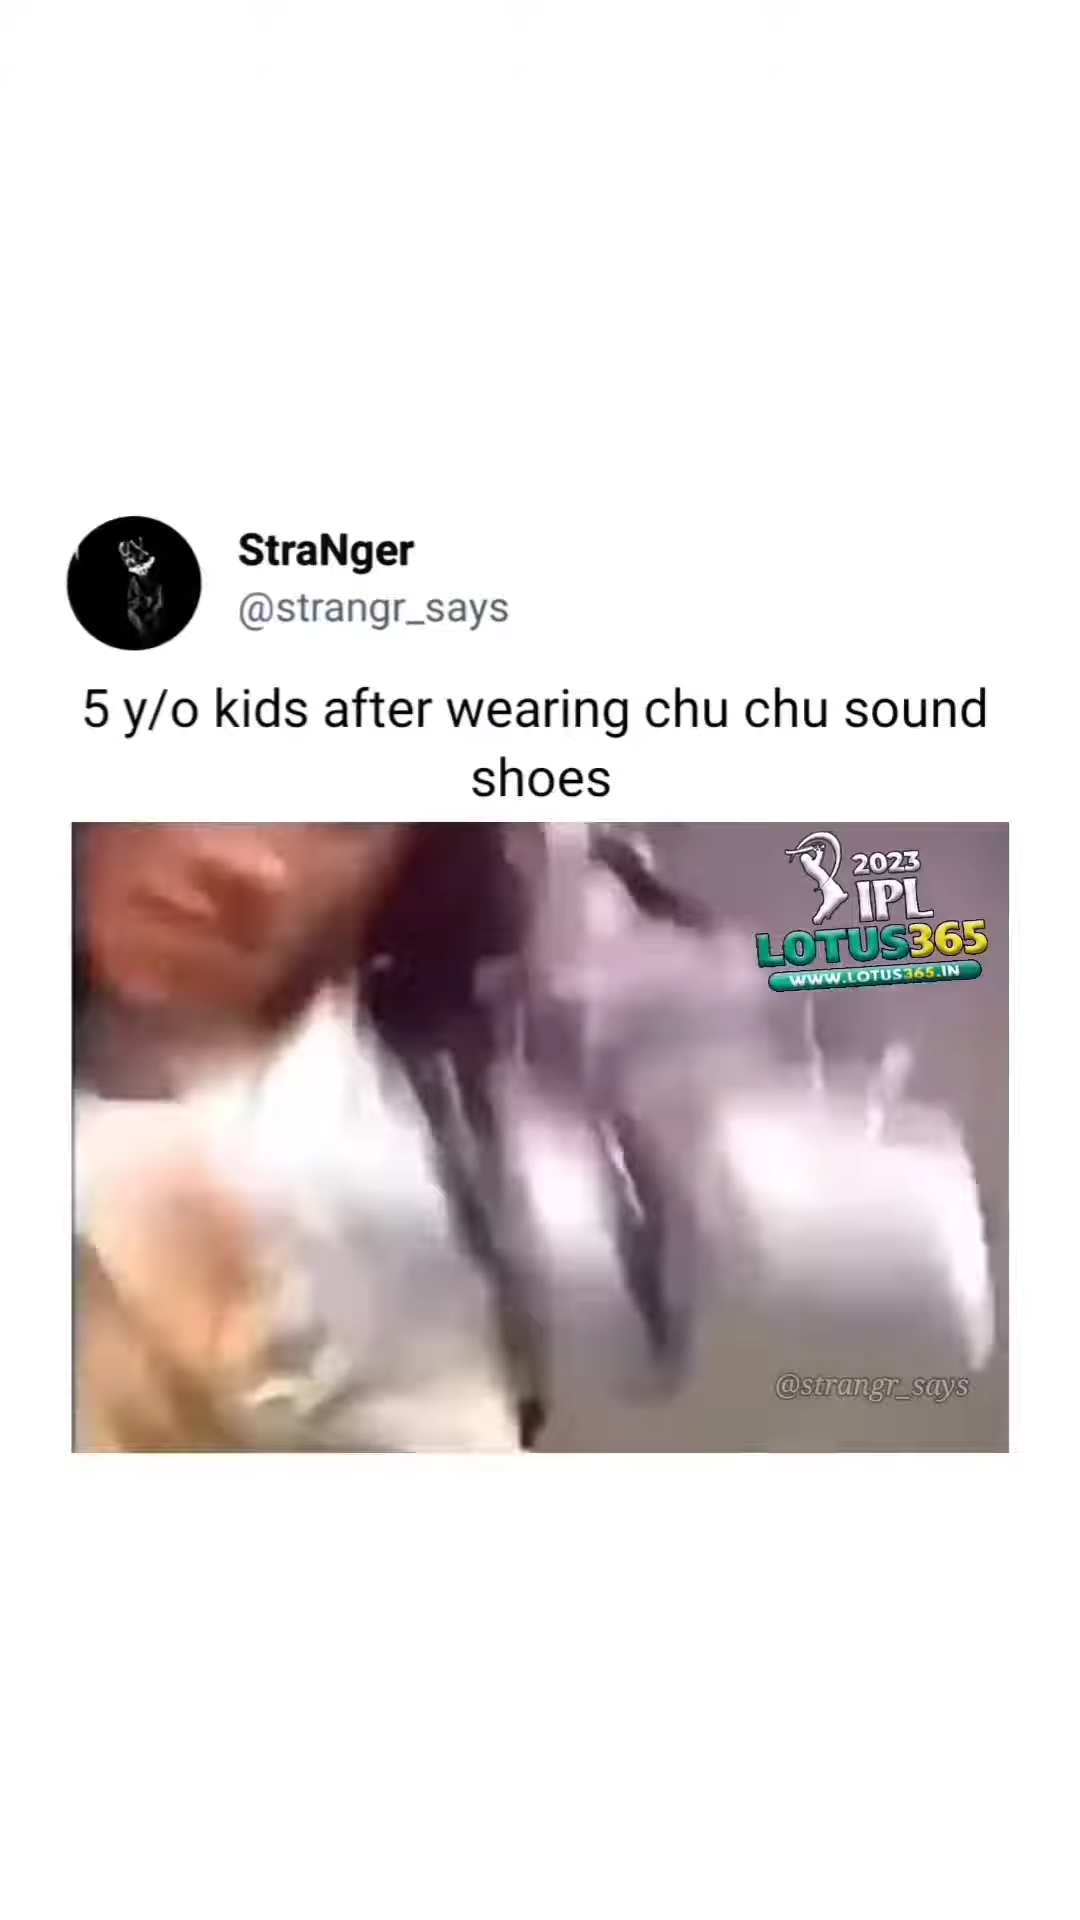 StraNger
@strangr_says
5 y/o kids after wearing chu chu sound
shoes
2023
IPL
LOTUS365
WWW.LOTUS365.IN
@strangr_says